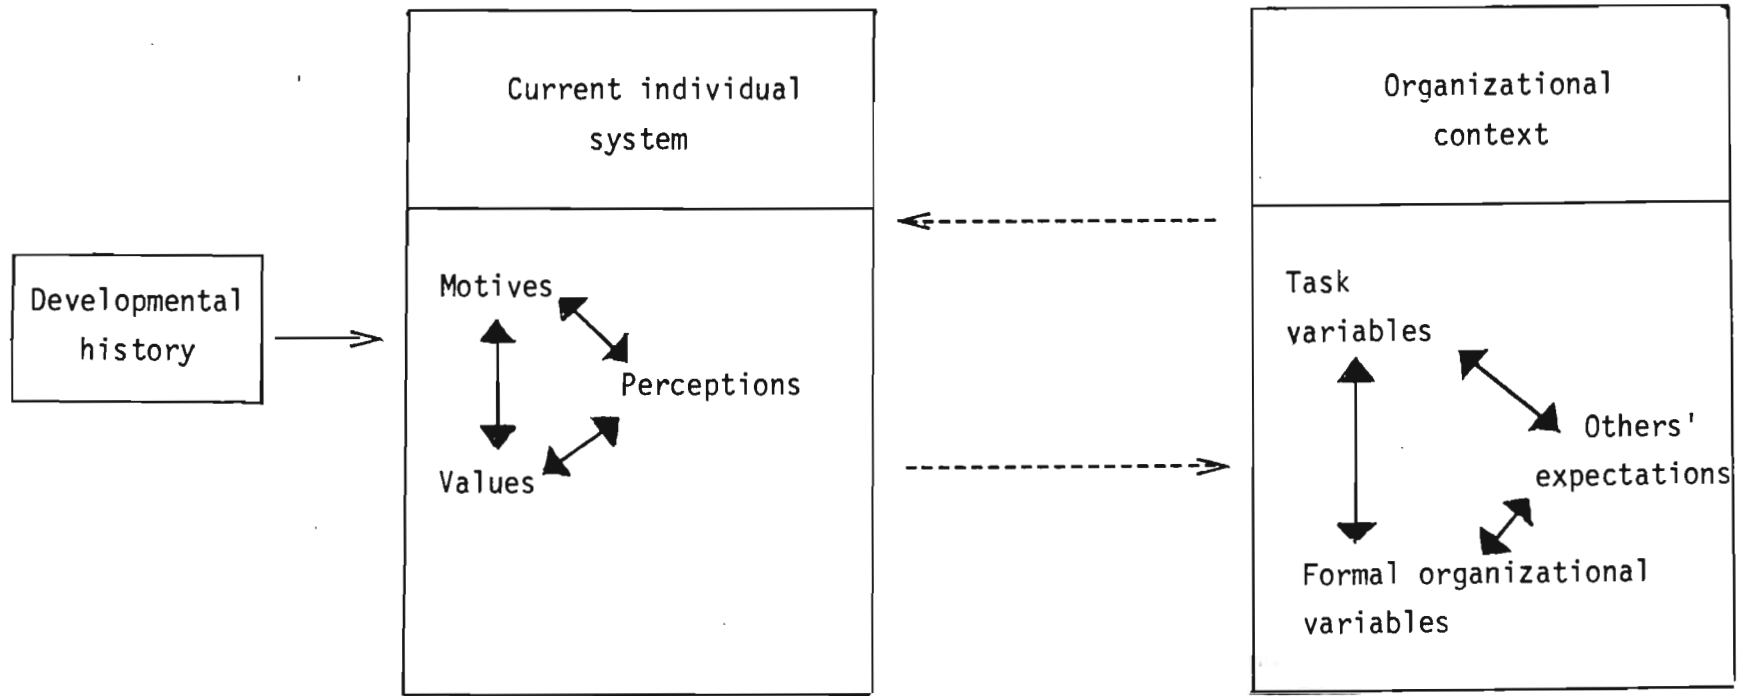 Developmental
history
Current individual
system
Motives
Perceptions
Values
Organizational
context
Task
variables
Others'
expectations
Formal organizational
variables